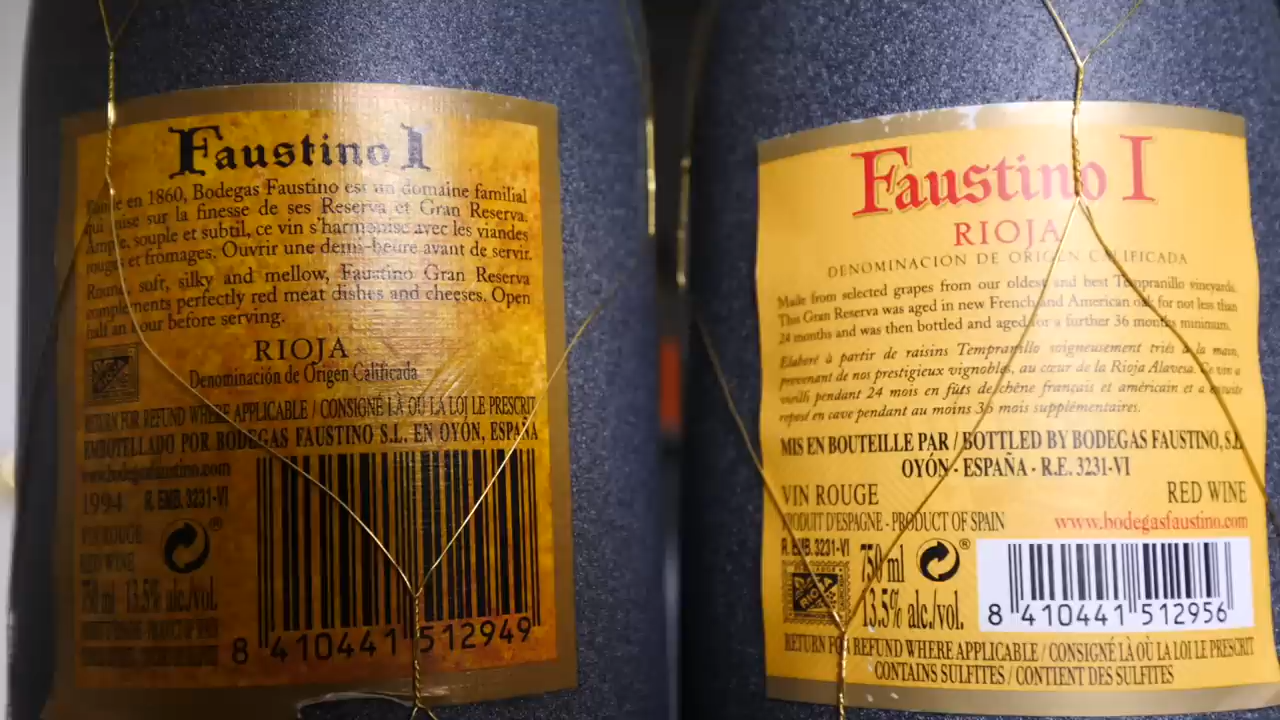 Faustino I
en 1860, Bodegas Faustino est un domaine familial
qui mise sur la finesse de ses Reserva et Gran Reserva.
Ample, souple et subtil, ce vin s'harmonise avec les viandes
rouges et fromages. Ouvrir une demi-heure avant de servir.
Round, soft, silky and mellow, Faustino Gran Reserva
complements perfectly red meat dishes and cheeses. Open
half an hour before serving.
RIOJA
Denominación de Origen Calificada
RETURN FOR REFUND WHERE APPLICABLE / CONSIGNÉ LÀ OU LA LOI LE PRESCRIT
EMBOTELLADO POR BODEGAS FAUSTINO S.L. EN OYÓN, ESPAÑA
www.bodegasfaustino.com
1994 R. EMB. 3231-VI
VIN ROUGE
RED WINE
750 ml 13.5% alc./vol.
8 410441 512949
Faustino I
RIOJA
DENOMINACIÓN DE ORIGEN CALIFICADA
Made from selected grapes from our oldest and best Tempranillo vineyards.
This Gran Reserva was aged in new French and American oak for not less than
24 months and was then bottled and aged for a further 36 months minimum.
Elaboré à partir de raisins Tempranillo soigneusement triés à la main,
provenant de nos prestigieux vignobles, au cœur de la Rioja Alavesa. Ce vin a
vieilli pendant 24 mois en fûts de chêne français et américain et a ensuite
reposé en cave pendant au moins 36 mois supplémentaires.
MIS EN BOUTEILLE PAR / BOTTLED BY BODEGAS FAUSTINO, S.L.
OYÓN - ESPAÑA - R.E. 3231-VI
VIN ROUGE RED WINE
PRODUIT D'ESPAGNE - PRODUCT OF SPAIN www.bodegasfaustino.com
R. EMB. 3231-VI
750 ml
RIOJA
13.5% alc./vol.
8 410441 512956
RETURN FOR REFUND WHERE APPLICABLE / CONSIGNÉ LÀ OÙ LA LOI LE PRESCRIT
CONTAINS SULFITES / CONTIENT DES SULFITES